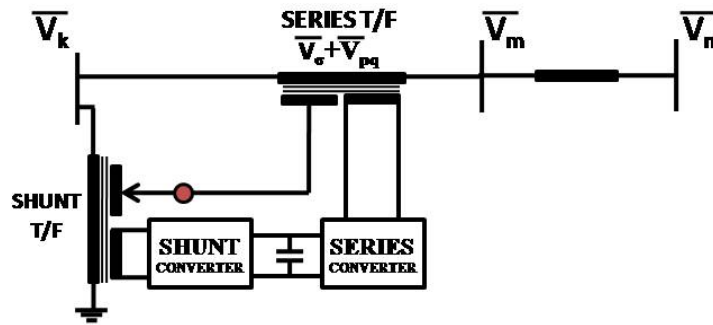 V̅k
SERIES T/F
V̅σ+V̅pq
V̅m
V̅n
SHUNT
T/F
SHUNT
CONVERTER
SERIES
CONVERTER